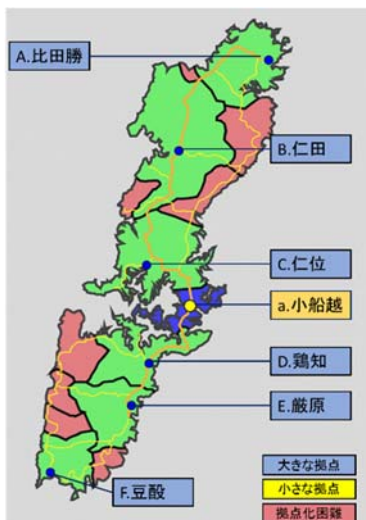 A.比田勝
B.仁田
C.仁位
a.小船越
D.鶏知
E.厳原
F.豆酘
大きな拠点
小さな拠点
拠点化困難